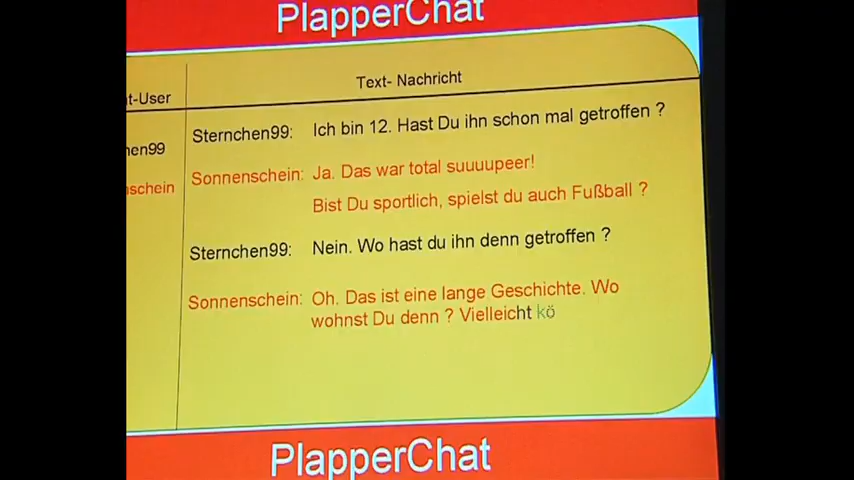 PlapperChat
t-User
Text- Nachricht
nen99
Sternchen99: Ich bin 12. Hast Du ihn schon mal getroffen ?
nschein
Sonnenschein: Ja. Das war total suuuupeer!
Bist Du sportlich, spielst du auch Fußball ?
Sternchen99: Nein. Wo hast du ihn denn getroffen ?
Sonnenschein: Oh. Das ist eine lange Geschichte. Wo
wohnst Du denn ? Vielleicht kö
PlapperChat